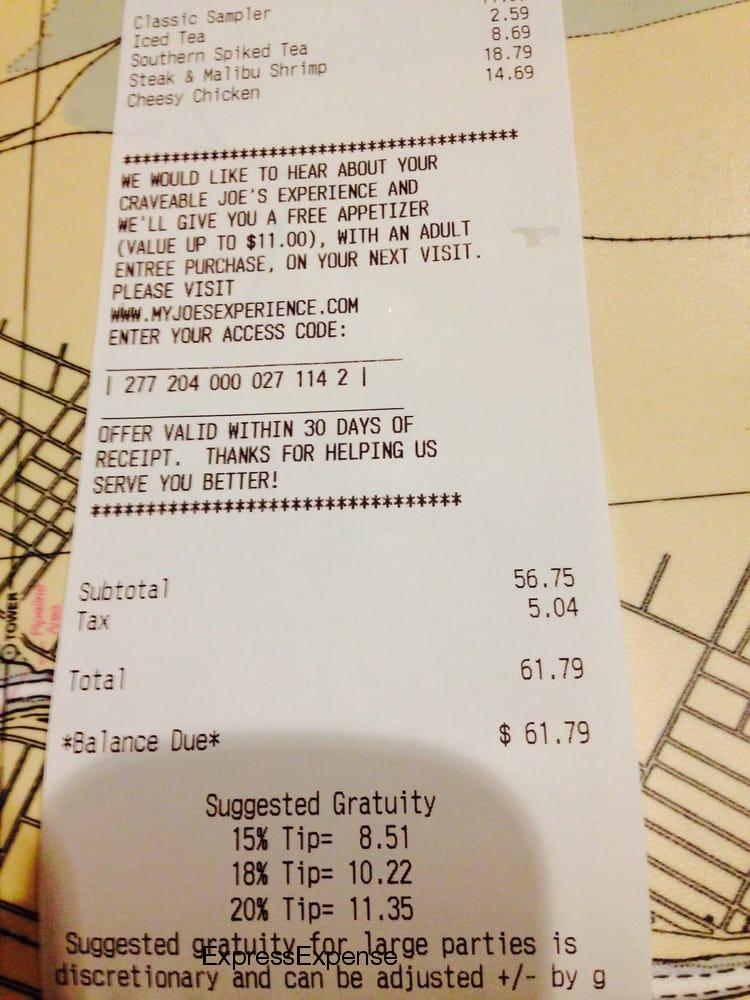 Classic Sampler
Iced Tea 2.59
Southern Spiked Tea 8.69
Steak & Malibu Shrimp 18.79
Cheesy Chicken 14.69
****************************************
WE WOULD LIKE TO HEAR ABOUT YOUR
CRAVEABLE JOE'S EXPERIENCE AND
WE'LL GIVE YOU A FREE APPETIZER
(VALUE UP TO $11.00), WITH AN ADULT
ENTREE PURCHASE, ON YOUR NEXT VISIT.
PLEASE VISIT
WWW.MYJOESEXPERIENCE.COM
ENTER YOUR ACCESS CODE:
| 277 204 000 027 114 2 |
OFFER VALID WITHIN 30 DAYS OF
RECEIPT. THANKS FOR HELPING US
SERVE YOU BETTER!
************************************
Subtotal 56.75
Tax 5.04
Total 61.79
*Balance Due* $ 61.79
Suggested Gratuity
15% Tip= 8.51
18% Tip= 10.22
20% Tip= 11.35
Suggested gratuity for large parties is
discretionary and can be adjusted +/- by g
ExpressExpense
TOWER
Pipeline
Area